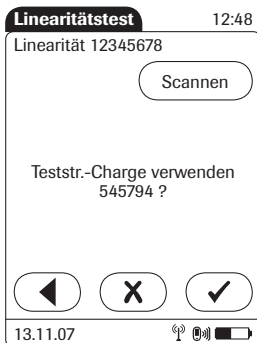 Linearitätstest 12:48
Linearität 12345678
Scannen
Teststr.-Charge verwenden
545794 ?
13.11.07